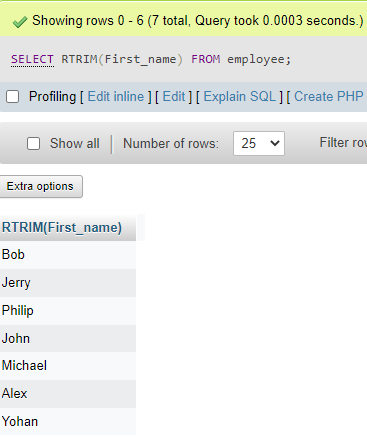 Showing rows 0 - 6 (7 total, Query took 0.0003 seconds.)
SELECT RTRIM(First_name) FROM employee;
Profiling [ Edit inline ] [ Edit ] [ Explain SQL ] [ Create PHP
Show all | Number of rows: 25 Filter row
Extra options
RTRIM(First_name)
Bob
Jerry
Philip
John
Michael
Alex
Yohan